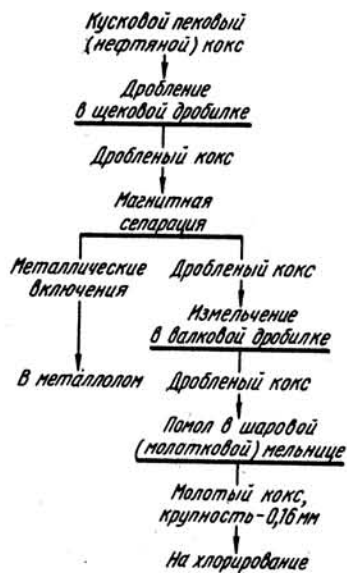 Кусковой пековый
(нефтяной) кокс
Дробление
в щековой дробилке
Дробленый кокс
Магнитная
сепарация
Металлические
включения
Дробленый кокс
Измельчение
в валковой дробилке
В металлолом
Дробленый кокс
Помол в шаровой
(молотковой) мельнице
Молотый кокс,
крупность-0,16 мм
На хлорирование